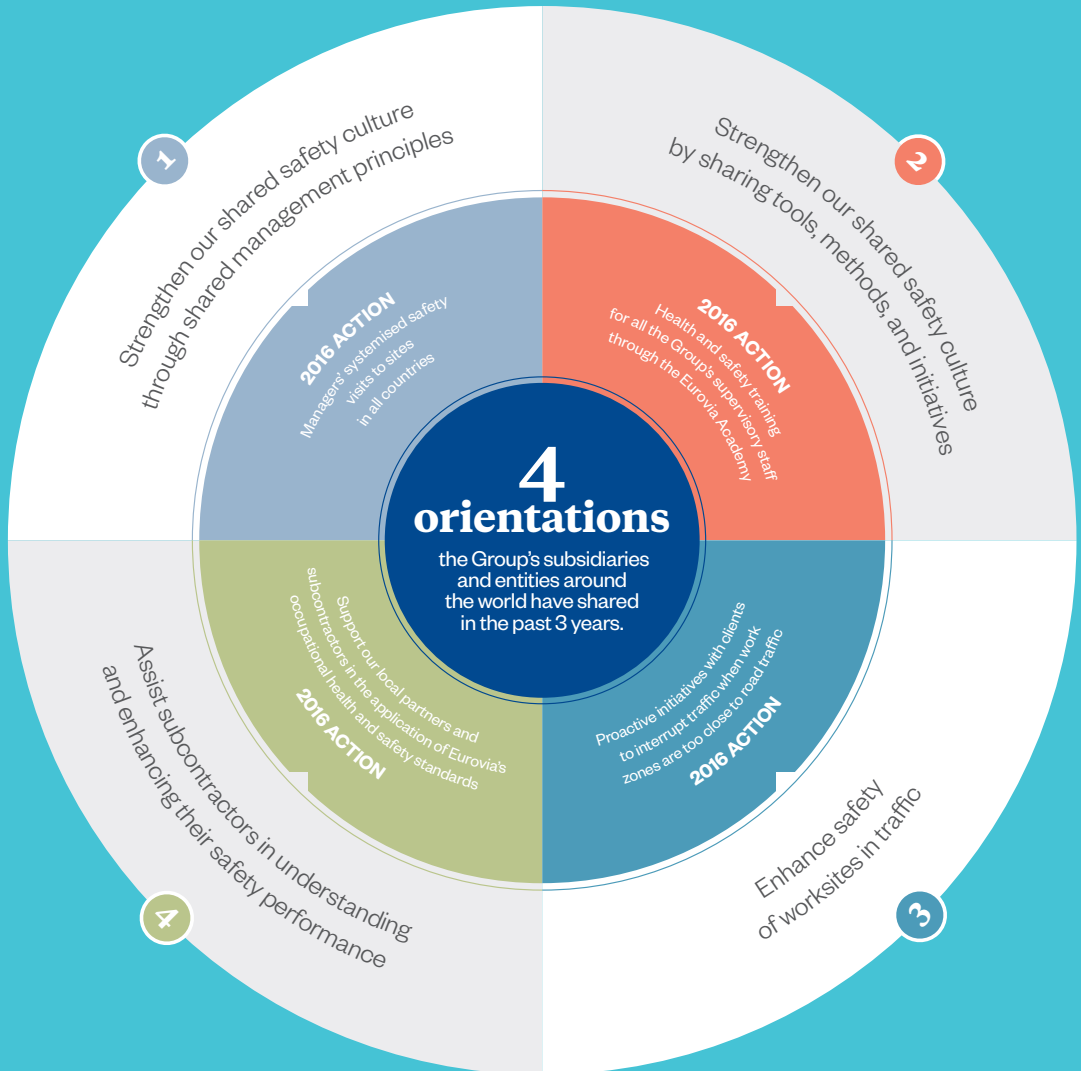 4
orientations
the Group's subsidiaries
and entities around
the world have shared
in the past 3 years.
1
Strengthen our shared safety culture
through shared management principles
2016 ACTION
Managers' systemised safety
visits to sites
in all countries
2
Strengthen our shared safety culture
by sharing tools, methods, and initiatives
2016 ACTION
Health and safety training
for all the Group's supervisory staff
through the Eurovia Academy
3
Enhance safety
of worksites in traffic
Proactive initiatives with clients
to interrupt traffic when work
zones are too close to road traffic
2016 ACTION
4
Assist subcontractors in understanding
and enhancing their safety performance
Support our local partners and
subcontractors in the application of Eurovia's
occupational health and safety standards
2016 ACTION